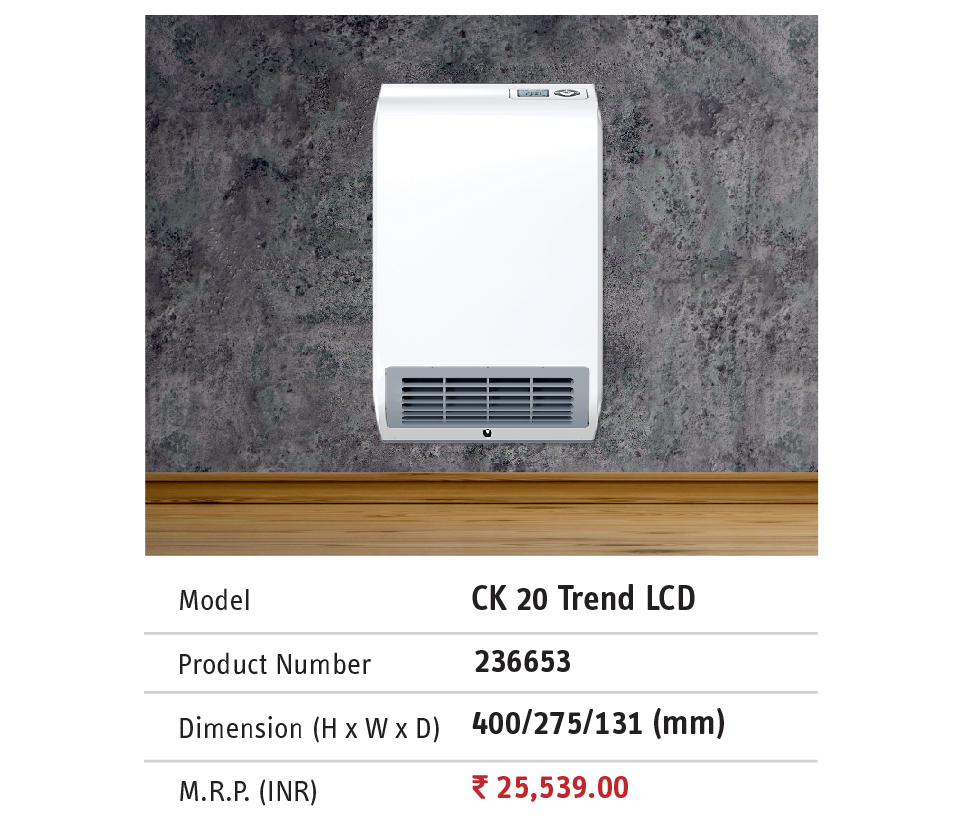 Model CK 20 Trend LCD
Product Number 236653
Dimension (H x W x D) 400/275/131 (mm)
M.R.P. (INR) ₹ 25,539.00